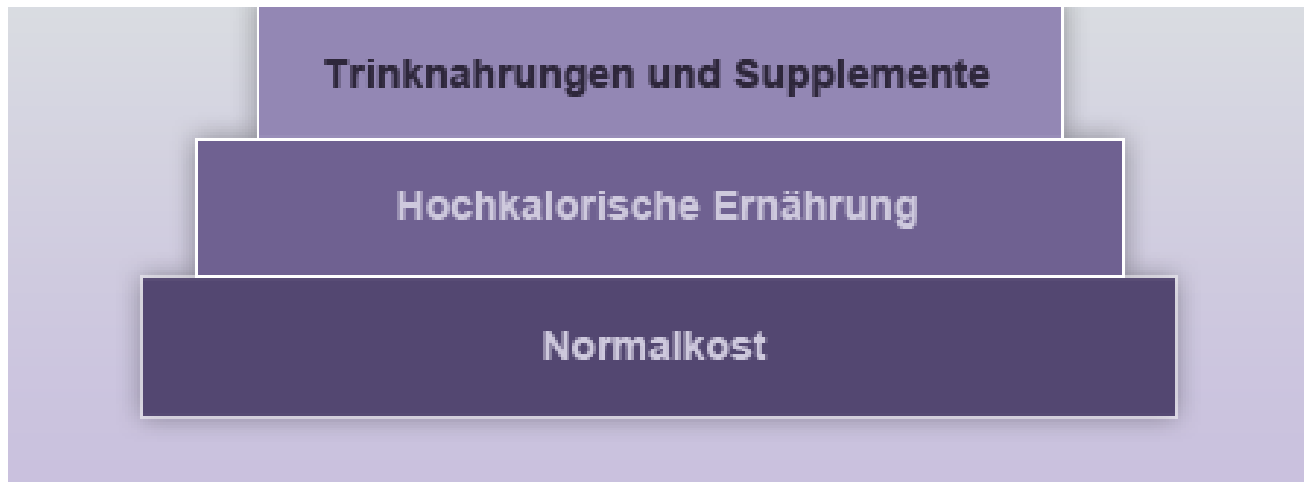 Trinknahrungen und Supplemente
Hochkalorische Ernährung
Normalkost